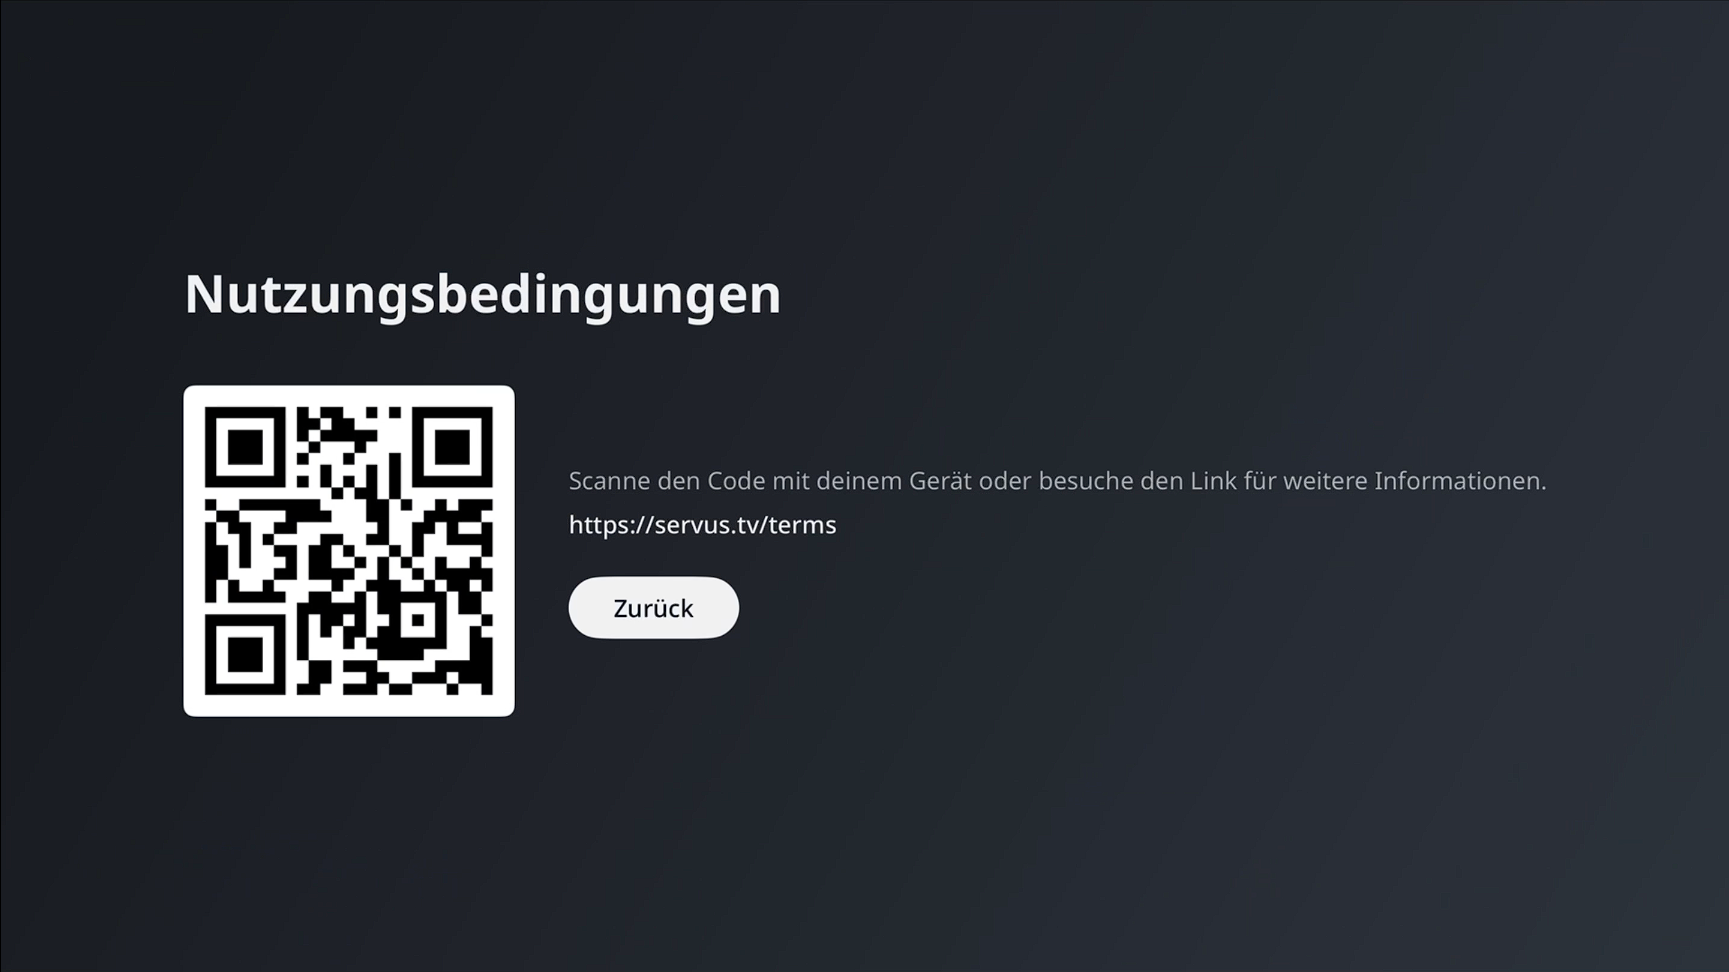 Nutzungsbedingungen
Scanne den Code mit deinem Gerät oder besuche den Link für weitere Informationen.
https://servus.tv/terms
Zurück